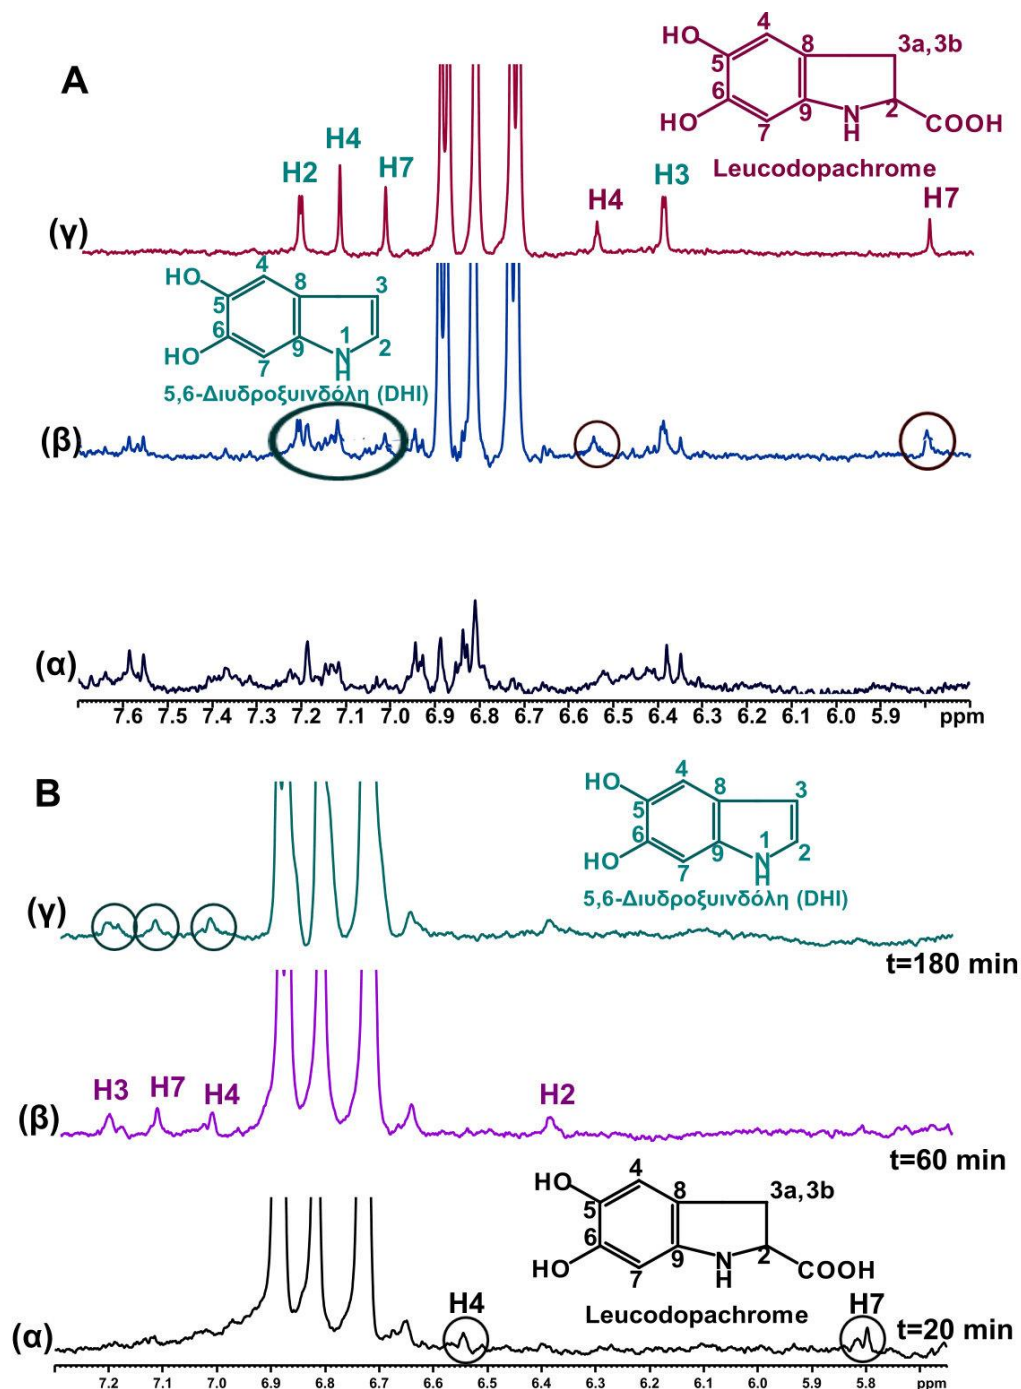 A
HO
HO
4
5
6
7
8
9
N
H
2
3a,3b
COOH
Leucodopachrome
H2
H4
H7
H4
H3
H7
(γ)
HO
HO
4
5
6
7
8
9
1
N
H
2
3
5,6-Διυδροξυινδόλη (DHI)
(β)
(α)
7.6 7.5 7.4 7.3 7.2 7.1 7.0 6.9 6.8 6.7 6.6 6.5 6.4 6.3 6.2 6.1 6.0 5.9 ppm
B
HO
HO
4
5
6
7
8
9
1
N
H
2
3
5,6-Διυδροξυινδόλη (DHI)
(γ)
t=180 min
H3
H7
H4
H2
(β)
t=60 min
HO
HO
4
5
6
7
8
9
N
H
2
3a,3b
COOH
Leucodopachrome
H4
H7
(α)
t=20 min
7.2 7.1 7.0 6.9 6.8 6.7 6.6 6.5 6.4 6.3 6.2 6.1 6.0 5.9 5.8 ppm